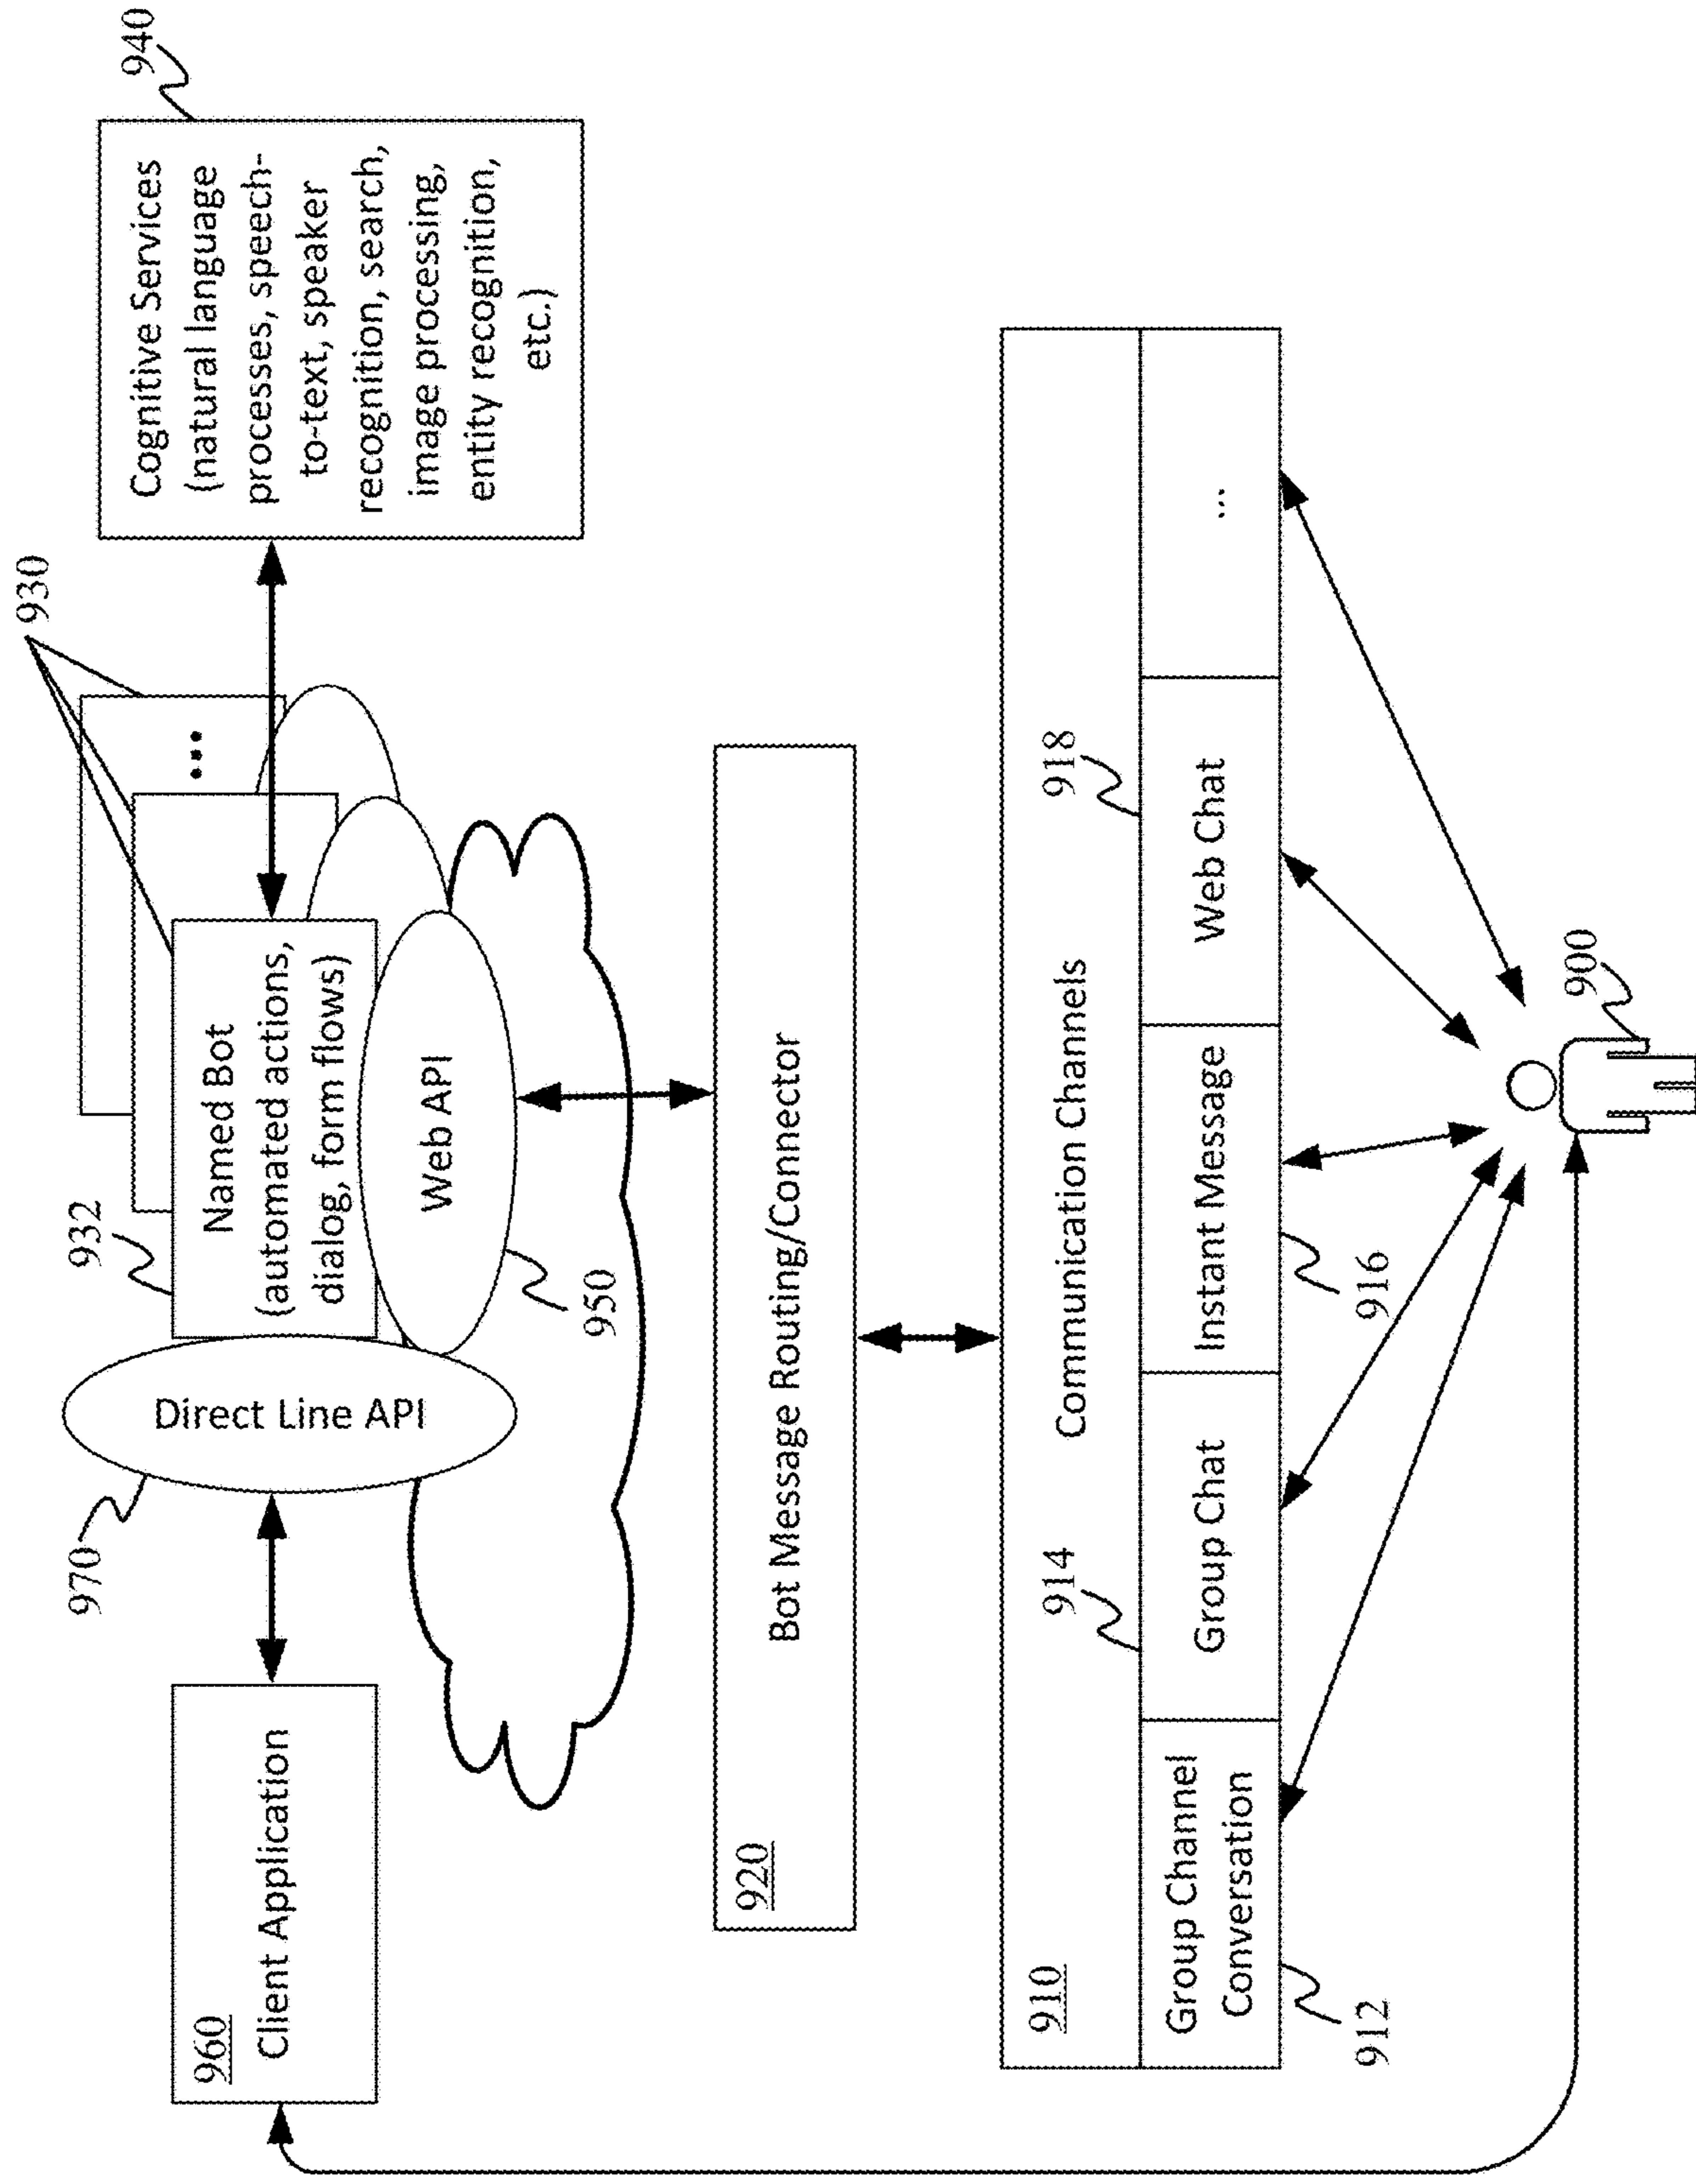 930
940
970
932
960
Client Application
Direct Line API
Named Bot
(automated actions,
dialog, form flows)
...
Cognitive Services
(natural language
processes, speech-
to-text, speaker
recognition, search,
image processing,
entity recognition,
etc.)
Web API
950
920
Bot Message Routing/Connector
910
Communication Channels
914
918
Group Channel
Conversation
Group Chat
Instant Message
Web Chat
...
912
916
900